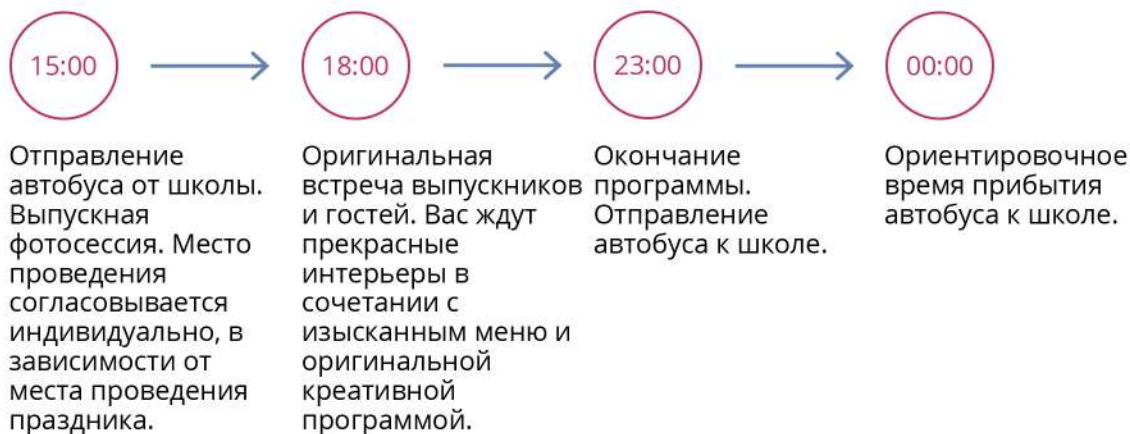 15:00
Отправление
автобуса от школы.
Выпускная
фотосессия. Место
проведения
согласовывается
индивидуально, в
зависимости от
места проведения
праздника.
18:00
Оригинальная
встреча выпускников
и гостей. Вас ждут
прекрасные
интерьеры в
сочетании с
изысканным меню и
оригинальной
креативной
программой.
23:00
Окончание
программы.
Отправление
автобуса к школе.
00:00
Ориентировочное
время прибытия
автобуса к школе.